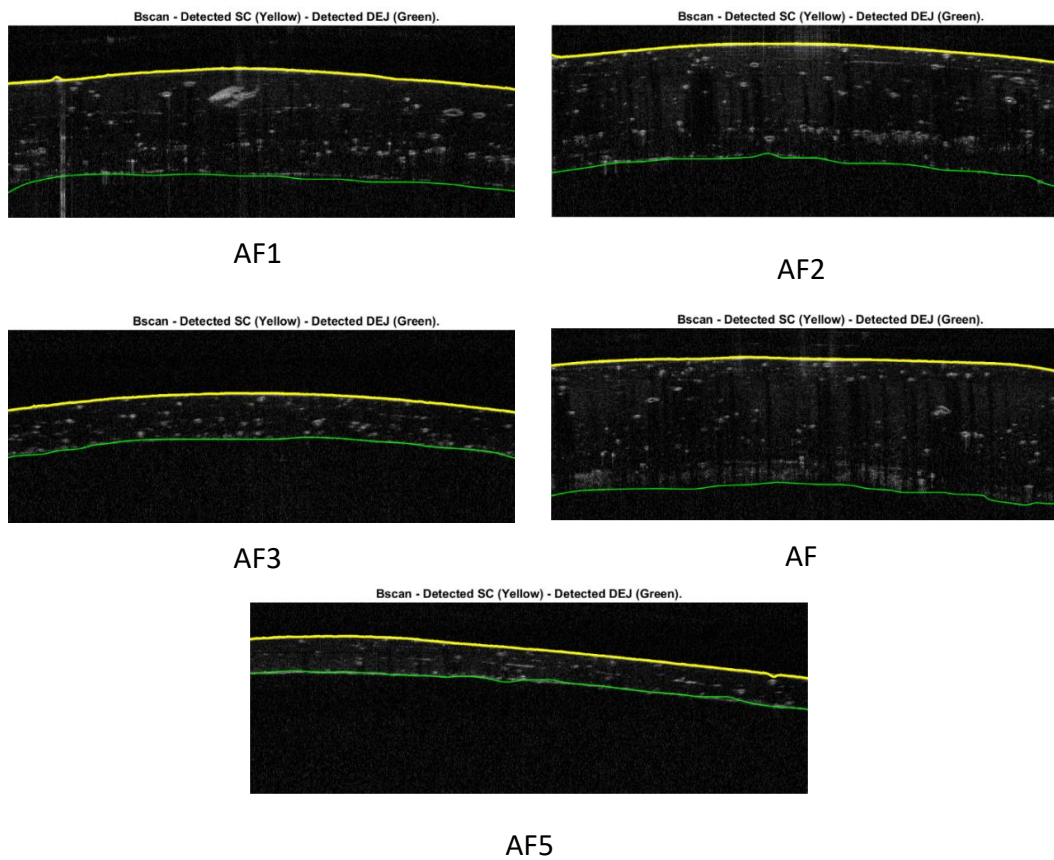 Bscan - Detected SC (Yellow) - Detected DEJ (Green).
Bscan - Detected SC (Yellow) - Detected DEJ (Green).
AF1
AF2
Bscan - Detected SC (Yellow) - Detected DEJ (Green).
Bscan - Detected SC (Yellow) - Detected DEJ (Green).
AF3
AF
Bscan - Detected SC (Yellow) - Detected DEJ (Green).
AF5